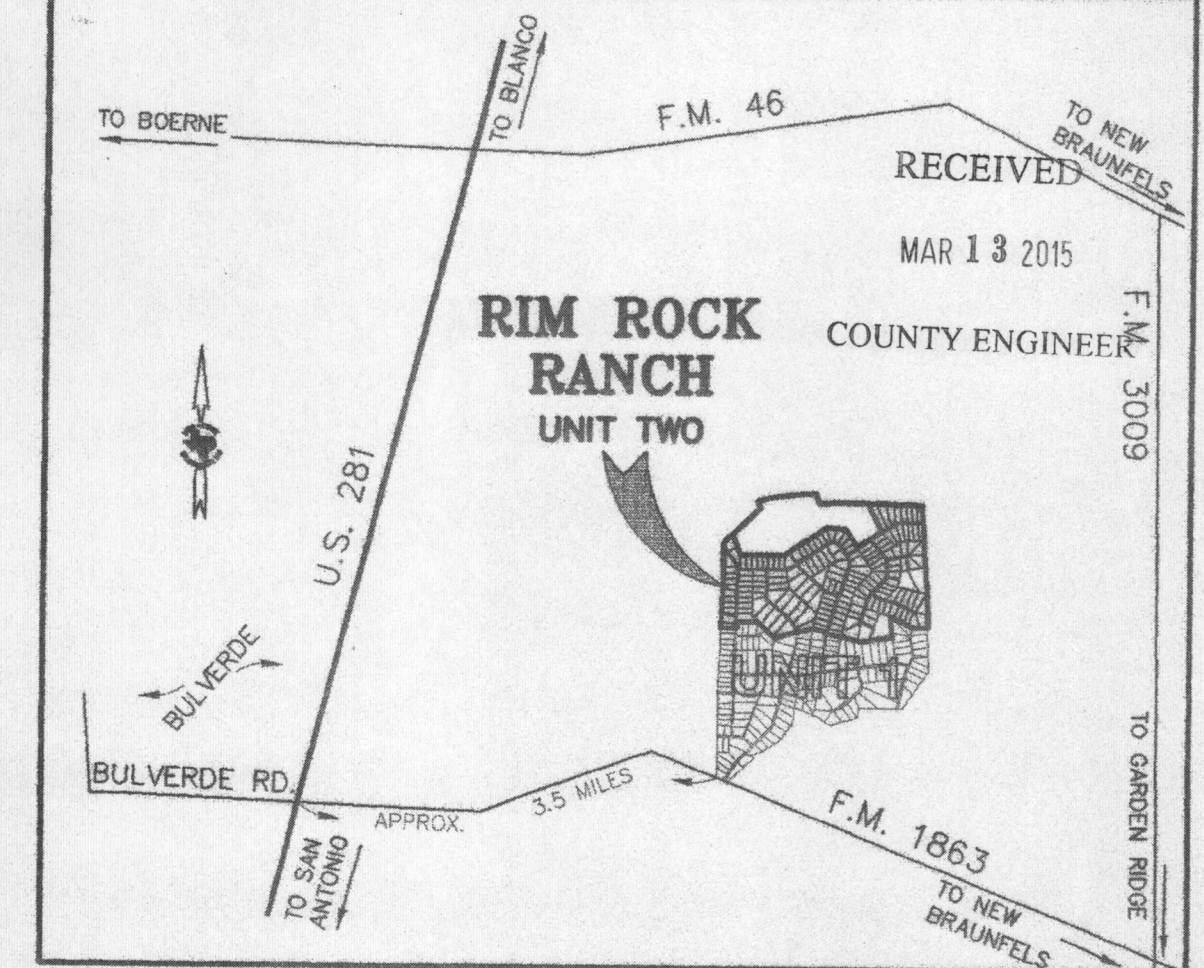 TO BLANCO
TO BOERNE
F.M. 46
TO NEW
BRAUNFELS
RECEIVED
MAR 13 2015
COUNTY ENGINEER
F.M. 3009
RIM ROCK
RANCH
UNIT TWO
U.S. 281
UNIT 1
BULVERDE
BULVERDE RD.
APPROX.
3.5 MILES
F.M. 1863
TO GARDEN RIDGE
TO SAN
ANTONIO
TO NEW
BRAUNFELS